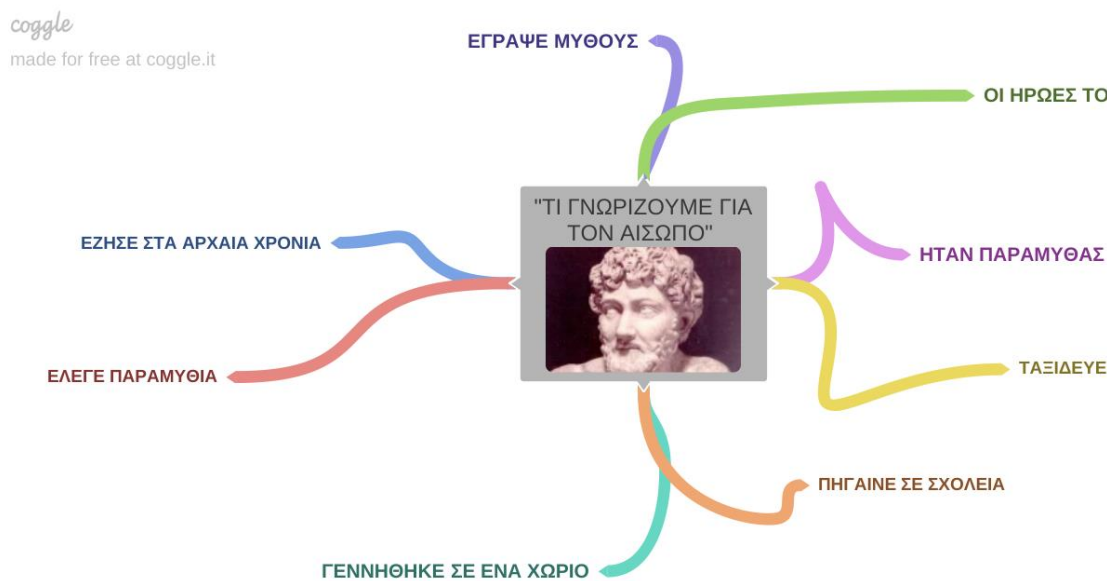 coggle
made for free at coggle.it
ΕΓΡΑΨΕ ΜΥΘΟΥΣ
ΟΙ ΗΡΩΕΣ ΤΟ
"ΤΙ ΓΝΩΡΙΖΟΥΜΕ ΓΙΑ
ΤΟΝ ΑΙΣΩΠΟ"
ΕΖΗΣΕ ΣΤΑ ΑΡΧΑΙΑ ΧΡΟΝΙΑ
ΗΤΑΝ ΠΑΡΑΜΥΘΑΣ
ΕΛΕΓΕ ΠΑΡΑΜΥΘΙΑ
ΤΑΞΙΔΕΥΕ
ΠΗΓΑΙΝΕ ΣΕ ΣΧΟΛΕΙΑ
ΓΕΝΝΗΘΗΚΕ ΣΕ ΕΝΑ ΧΩΡΙΟ